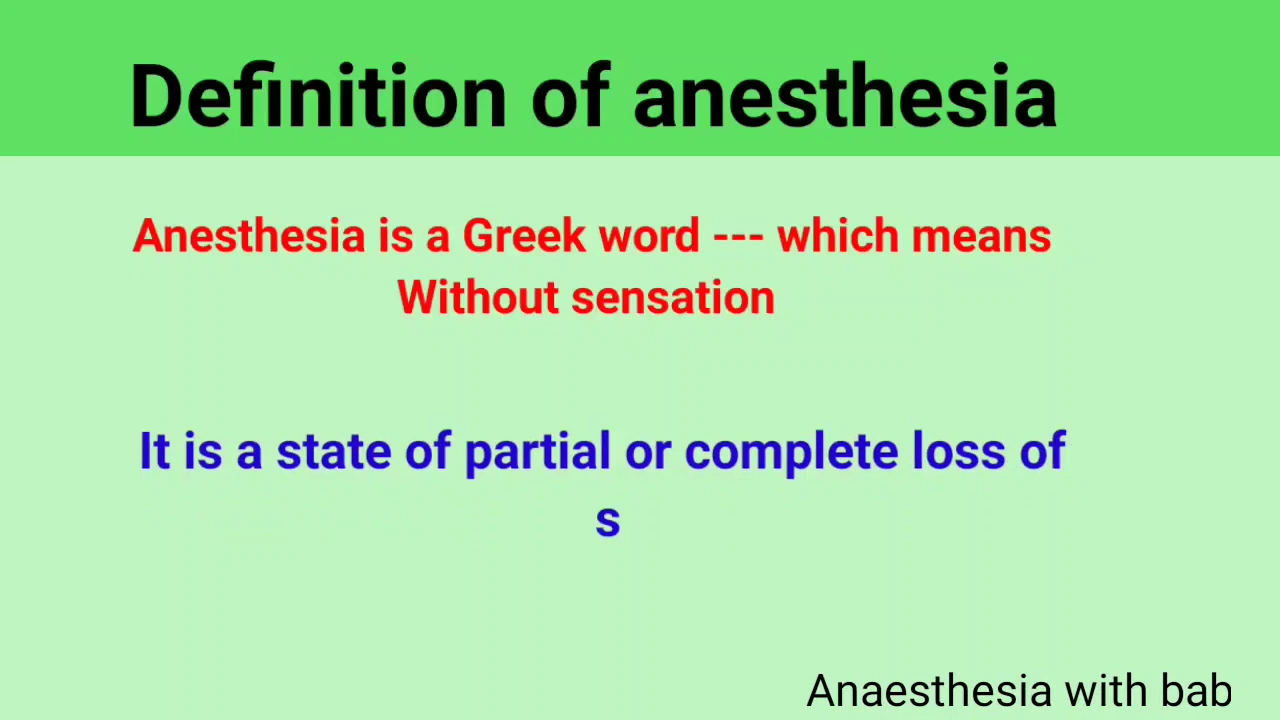 Definition of anesthesia
Anesthesia is a Greek word --- which means
Without sensation
It is a state of partial or complete loss of
s
Anaesthesia with bab